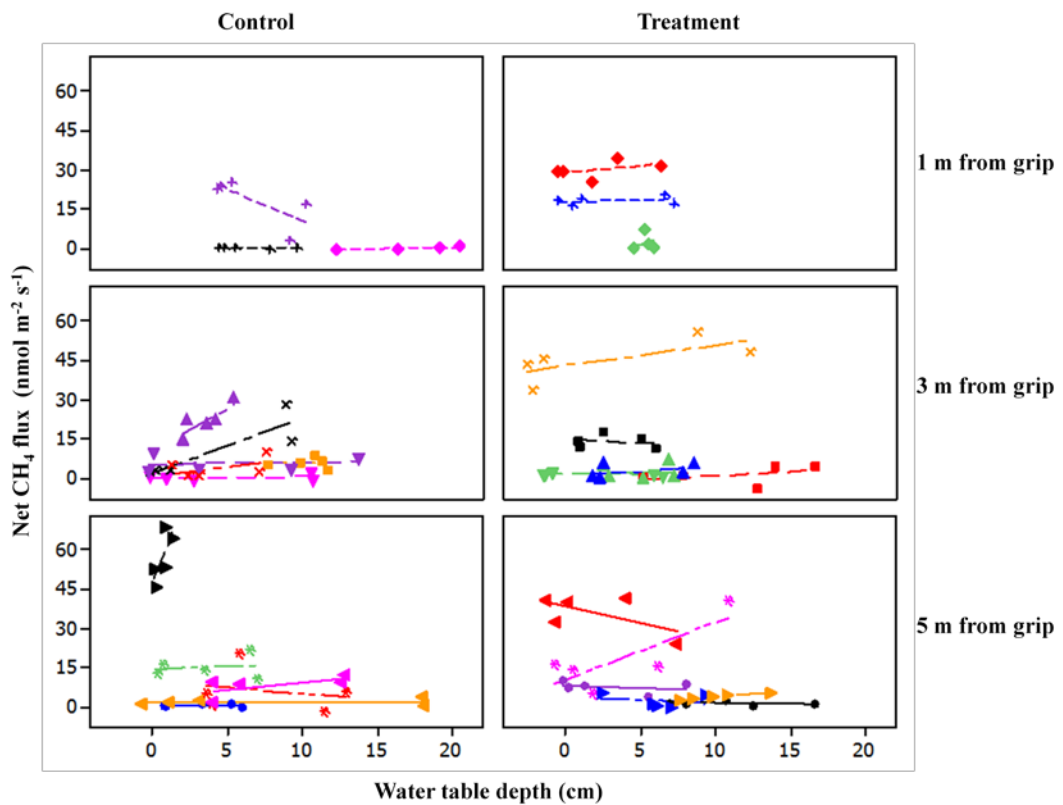 Control Treatment
60
45
30
15
0
1 m from grip
60
45
30
15
0
3 m from grip
Net CH4 flux (nmol m-2 s-1)
60
45
30
15
0
5 m from grip
0 5 10 15 20 0 5 10 15 20
Water table depth (cm)